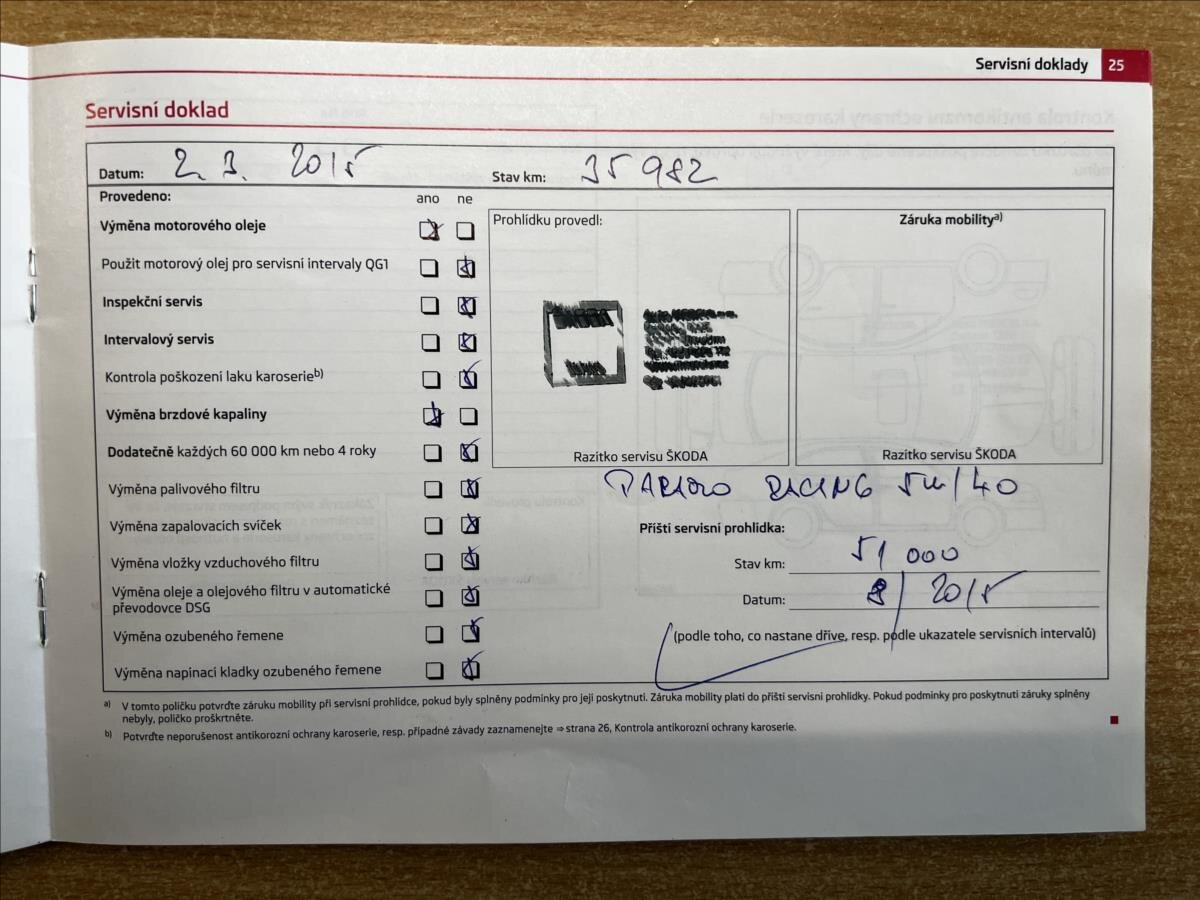 Servisní doklady 25
Servisní doklad
Datum: 2. 3. 2015 Stav km: 35 982
Provedeno: ano ne
Prohlídku provedl: Záruka mobility a)
Výměna motorového oleje
Použit motorový olej pro servisní intervaly QG1
Inspekční servis
Intervalový servis
Kontrola poškození laku karoserie b)
Výměna brzdové kapaliny
Dodatečně každých 60 000 km nebo 4 roky
Razítko servisu ŠKODA Razítko servisu ŠKODA
Výměna palivového filtru
RACING 5W/40
Výměna zapalovacích svíček
Příští servisní prohlídka:
Výměna vložky vzduchového filtru
Stav km: 51 000
Výměna oleje a olejového filtru v automatické
převodovce DSG
Datum: / 2015
Výměna ozubeného řemene
(podle toho, co nastane dříve, resp. podle ukazatele servisních intervalů)
Výměna napínací kladky ozubeného řemene
a) V tomto políčku potvrďte záruku mobility při servisní prohlídce, pokud byly splněny podmínky pro její poskytnutí. Záruka mobility platí do příští servisní prohlídky. Pokud podmínky pro poskytnutí záruky splněny
nebyly, políčko proškrtněte.
b) Potvrďte neporušenost antikorozní ochrany karoserie, resp. případné závady zaznamenejte ⇒ strana 26, Kontrola antikorozní ochrany karoserie.